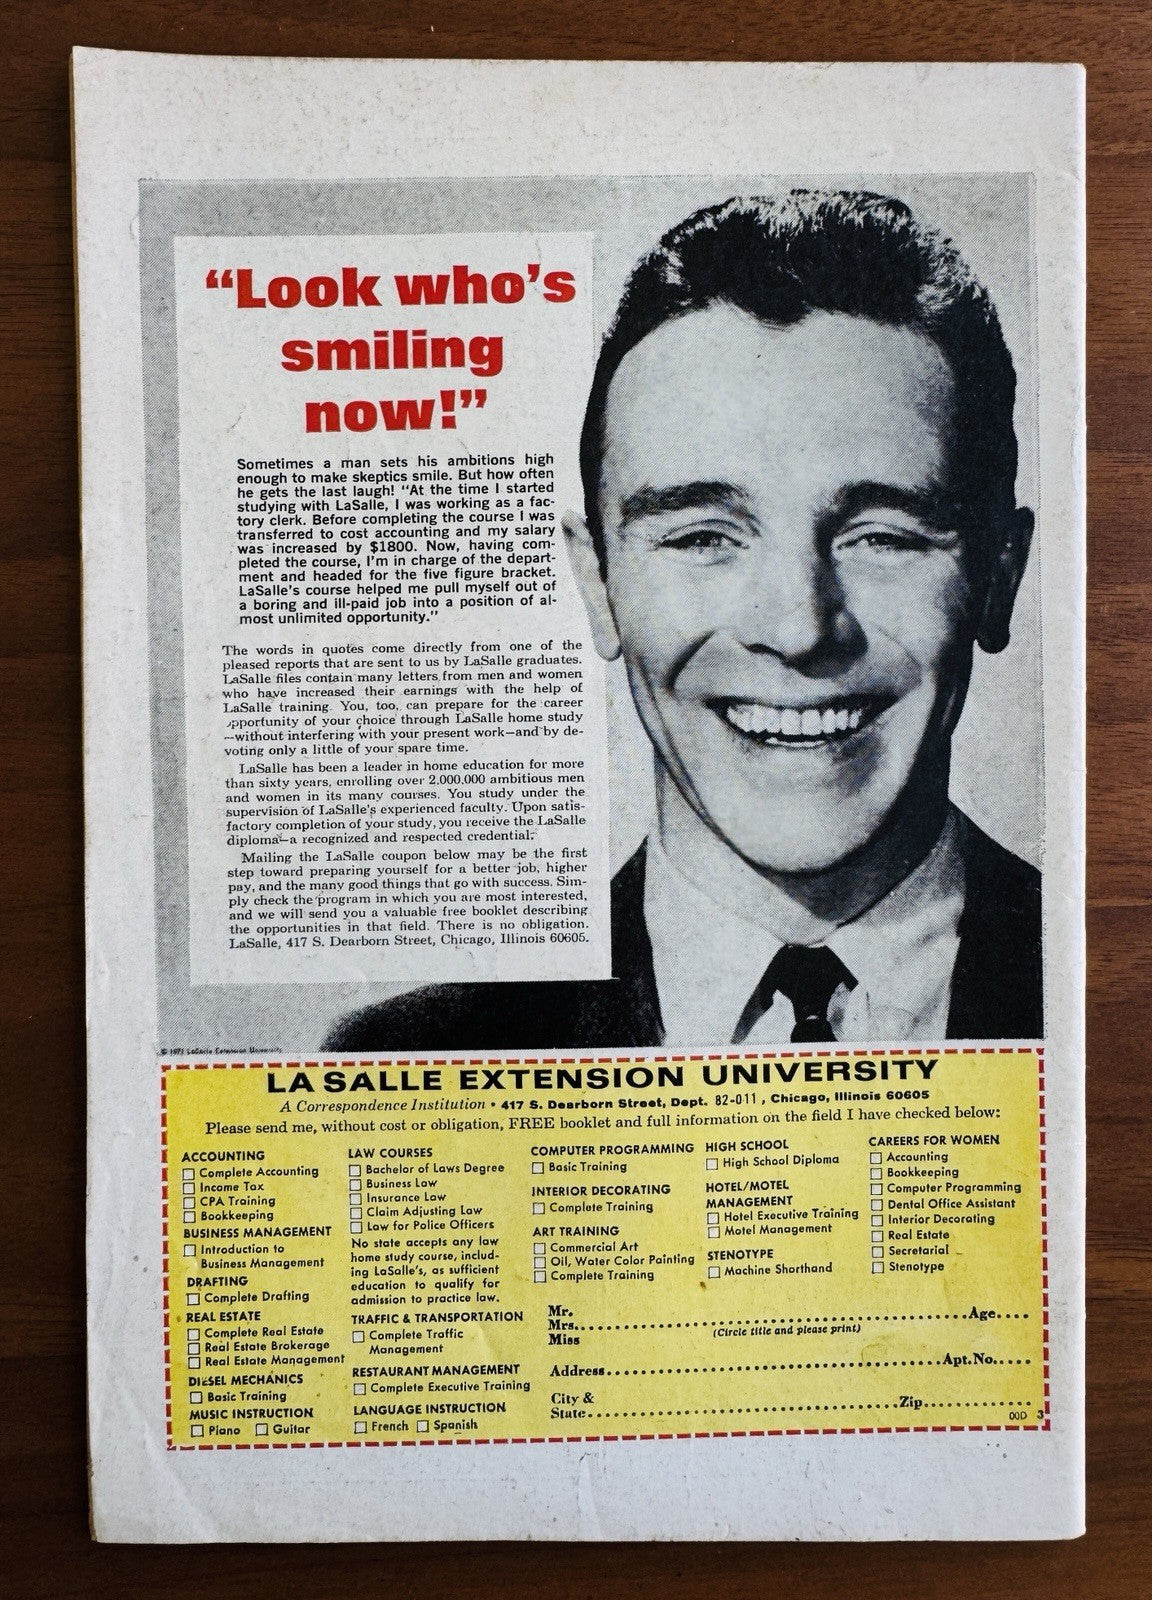 “Look who’s
smiling
now!”
Sometimes a man sets his ambitions high
enough to make skeptics smile. But how often
he gets the last laugh! “At the time I started
studying with LaSalle, I was working as a fac-
tory clerk. Before completing the course I was
transferred to cost accounting and my salary
was increased by $1800. Now, having com-
pleted the course, I’m in charge of the depart-
ment and headed for the five figure bracket.
LaSalle’s course helped me pull myself out of
a boring and ill-paid job into a position of al-
most unlimited opportunity.”
The words in quotes come directly from one of the
pleased reports that are sent to us by LaSalle graduates.
LaSalle files contain many letters from men and women
who have increased their earnings with the help of
LaSalle training. You, too, can prepare for the career
opportunity of your choice through LaSalle home study
—without interfering with your present work—and by de-
voting only a little of your spare time.
LaSalle has been a leader in home education for more
than sixty years, enrolling over 2,000,000 ambitious men
and women in its many courses. You study under the
supervision of LaSalle’s experienced faculty. Upon satis-
factory completion of your study, you receive the LaSalle
diploma—a recognized and respected credential.
Mailing the LaSalle coupon below may be the first
step toward preparing yourself for a better job, higher
pay, and the many good things that go with success. Sim-
ply check the program in which you are most interested,
and we will send you a valuable free booklet describing
the opportunities in that field. There is no obligation.
LaSalle, 417 S. Dearborn Street, Chicago, Illinois 60605.
© 1971 LaSalle Extension University
LA SALLE EXTENSION UNIVERSITY
A Correspondence Institution • 417 S. Dearborn Street, Dept. 82-011, Chicago, Illinois 60605
Please send me, without cost or obligation, FREE booklet and full information on the field I have checked below:
ACCOUNTING
☐ Complete Accounting
☐ Income Tax
☐ CPA Training
☐ Bookkeeping
BUSINESS MANAGEMENT
☐ Introduction to
Business Management
DRAFTING
☐ Complete Drafting
REAL ESTATE
☐ Complete Real Estate
☐ Real Estate Brokerage
☐ Real Estate Management
DIESEL MECHANICS
☐ Basic Training
MUSIC INSTRUCTION
☐ Piano ☐ Guitar
LAW COURSES
☐ Bachelor of Laws Degree
☐ Business Law
☐ Insurance Law
☐ Claim Adjusting Law
☐ Law for Police Officers
No state accepts any law
home study course, includ-
ing LaSalle’s, as sufficient
education to qualify for
admission to practice law.
TRAFFIC & TRANSPORTATION
☐ Complete Traffic
Management
RESTAURANT MANAGEMENT
☐ Complete Executive Training
LANGUAGE INSTRUCTION
☐ French ☐ Spanish
COMPUTER PROGRAMMING
☐ Basic Training
INTERIOR DECORATING
☐ Complete Training
ART TRAINING
☐ Commercial Art
☐ Oil, Water Color Painting
☐ Complete Training
HIGH SCHOOL
☐ High School Diploma
HOTEL/MOTEL
MANAGEMENT
☐ Hotel Executive Training
☐ Motel Management
STENOTYPE
☐ Machine Shorthand
CAREERS FOR WOMEN
☐ Accounting
☐ Bookkeeping
☐ Computer Programming
☐ Dental Office Assistant
☐ Interior Decorating
☐ Real Estate
☐ Secretarial
☐ Stenotype
Mr.
Mrs. Age
Miss (Circle title and please print)
Address Apt. No.
City &
State Zip
00D 3